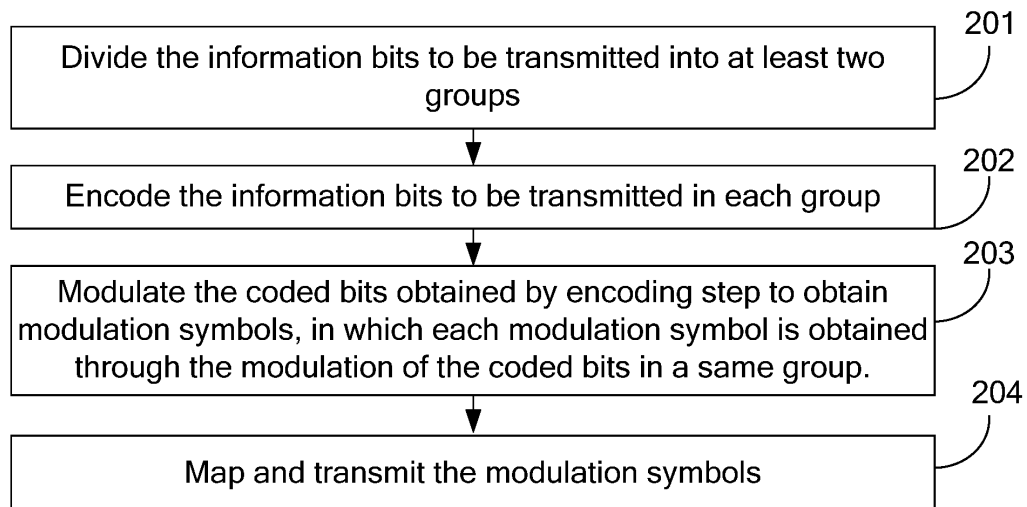 201
Divide the information bits to be transmitted into at least two
groups
202
Encode the information bits to be transmitted in each group
203
Modulate the coded bits obtained by encoding step to obtain
modulation symbols, in which each modulation symbol is obtained
through the modulation of the coded bits in a same group.
204
Map and transmit the modulation symbols